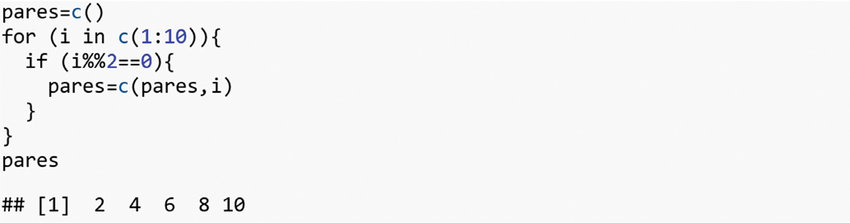 pares=c()
for (i in c(1:10)){
  if (i%%2==0){
    pares=c(pares,i)
  }
}
pares
## [1]  2  4  6  8 10